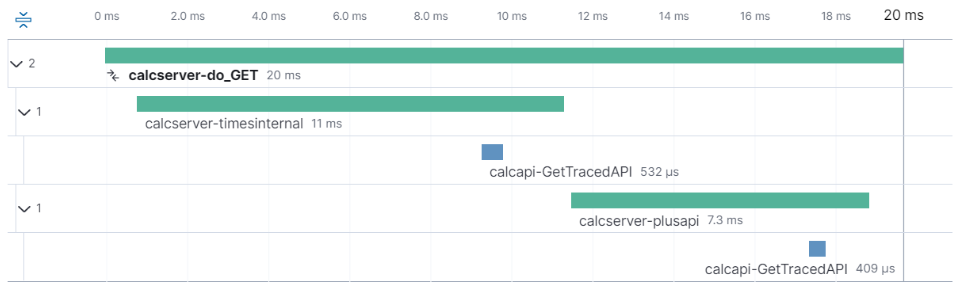 0 ms 2.0 ms 4.0 ms 6.0 ms 8.0 ms 10 ms 12 ms 14 ms 16 ms 18 ms 20 ms
2
calcserver-do_GET 20 ms
1
calcserver-timesinternal 11 ms
calcapi-GetTracedAPI 532 μs
1
calcserver-plusapi 7.3 ms
calcapi-GetTracedAPI 409 μs